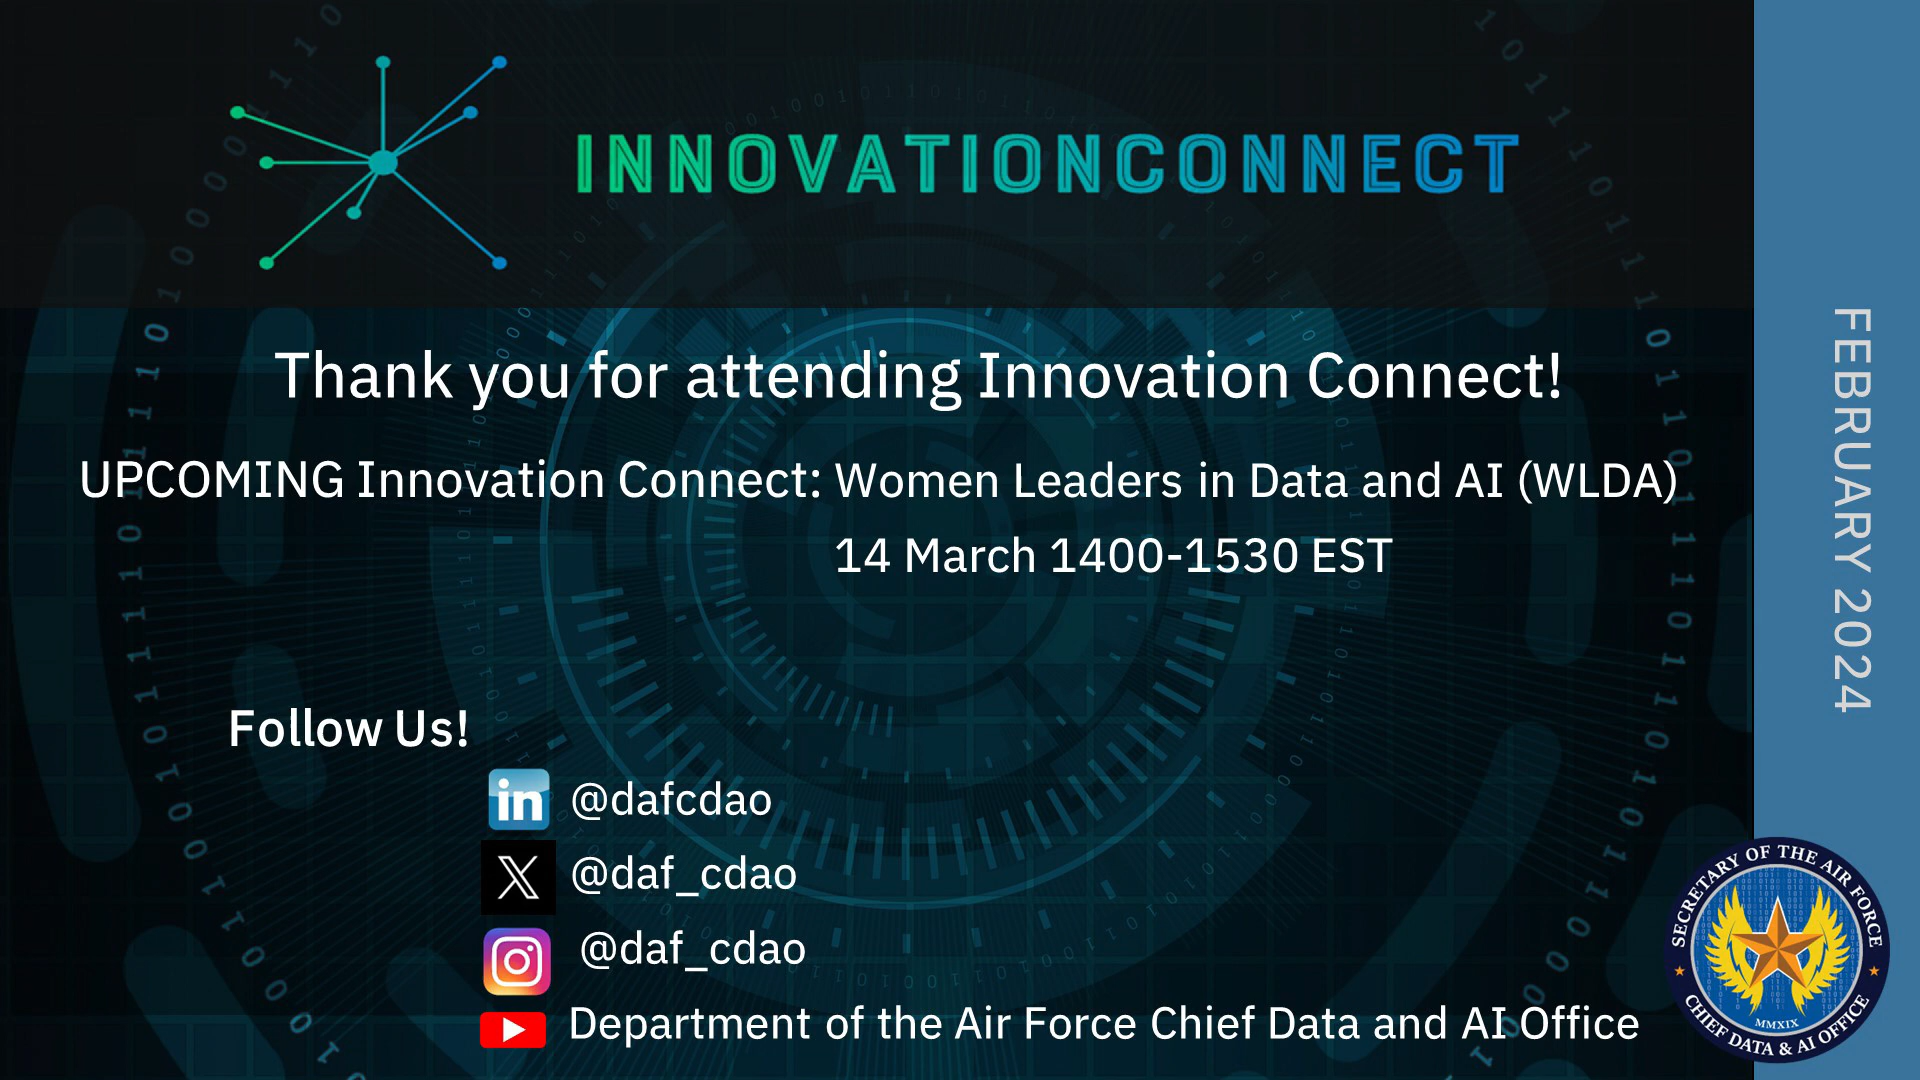 INNOVATIONCONNECT
Thank you for attending Innovation Connect!
UPCOMING Innovation Connect: Women Leaders in Data and AI (WLDA)
14 March 1400-1530 EST
Follow Us!
in @dafcdao
X @daf_cdao
@daf_cdao
Department of the Air Force Chief Data and AI Office
FEBRUARY 2024
SECRETARY OF THE AIR FORCE
MMXIX
CHIEF DATA & AI OFFICE